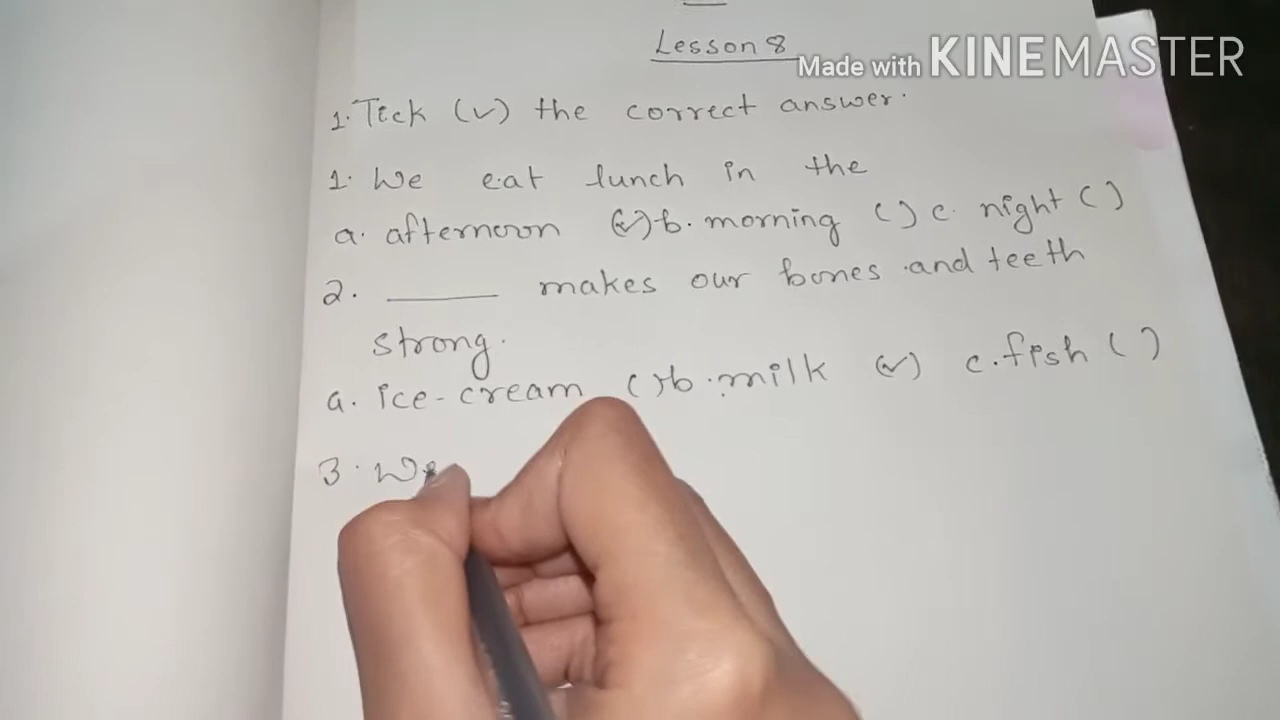 Lesson 8
Made with KINEMASTER
1. Tick (✓) the correct answer.
1. We eat lunch in the
a. afternoon (✓) b. morning ( ) c. night ( )
2. ______ makes our bones and teeth
strong.
a. ice-cream ( ) b. milk (✓) c. fish ( )
3. We